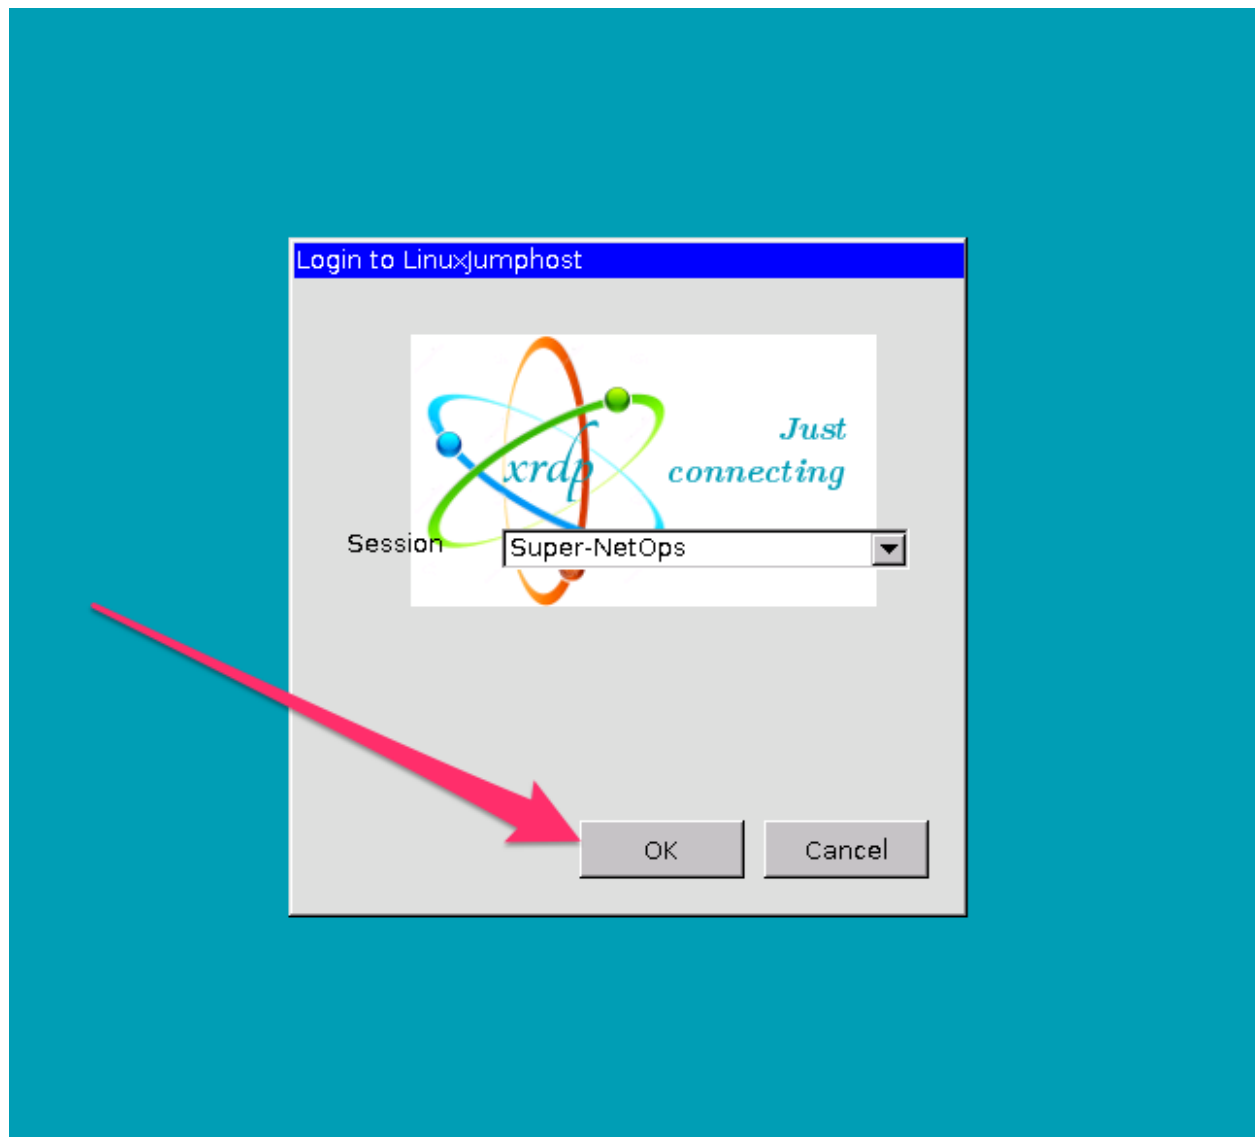 Login to LinuxJumphost
Just
xrdp connecting
Session Super-NetOps
OK Cancel